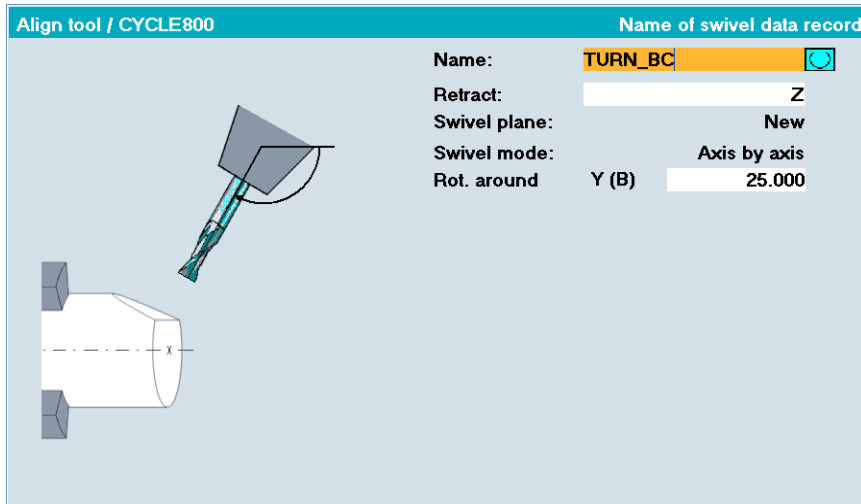 Align tool / CYCLE800 Name of swivel data record
Name: TURN_BC
Retract: Z
Swivel plane: New
Swivel mode: Axis by axis
Rot. around Y (B) 25.000
X